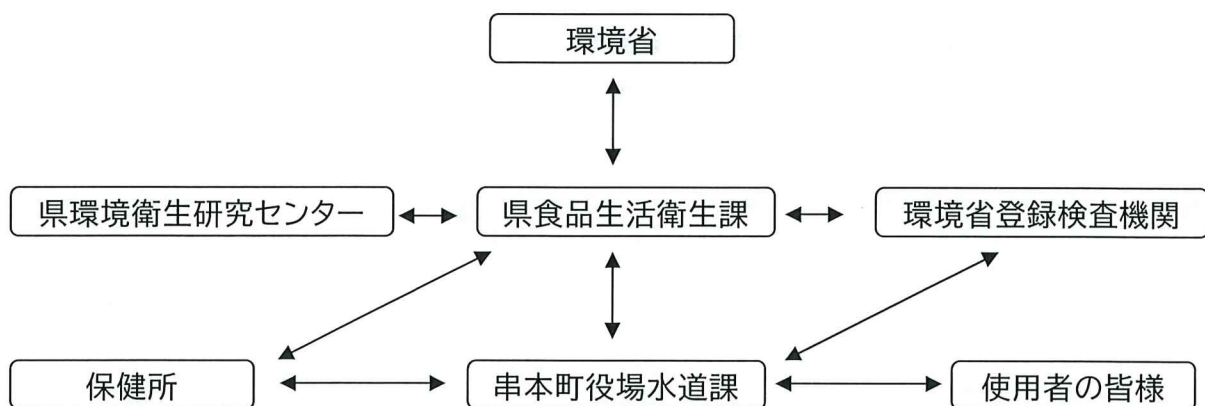 環境省
県環境衛生研究センター
県食品生活衛生課
環境省登録検査機関
保健所
串本町役場水道課
使用者の皆様